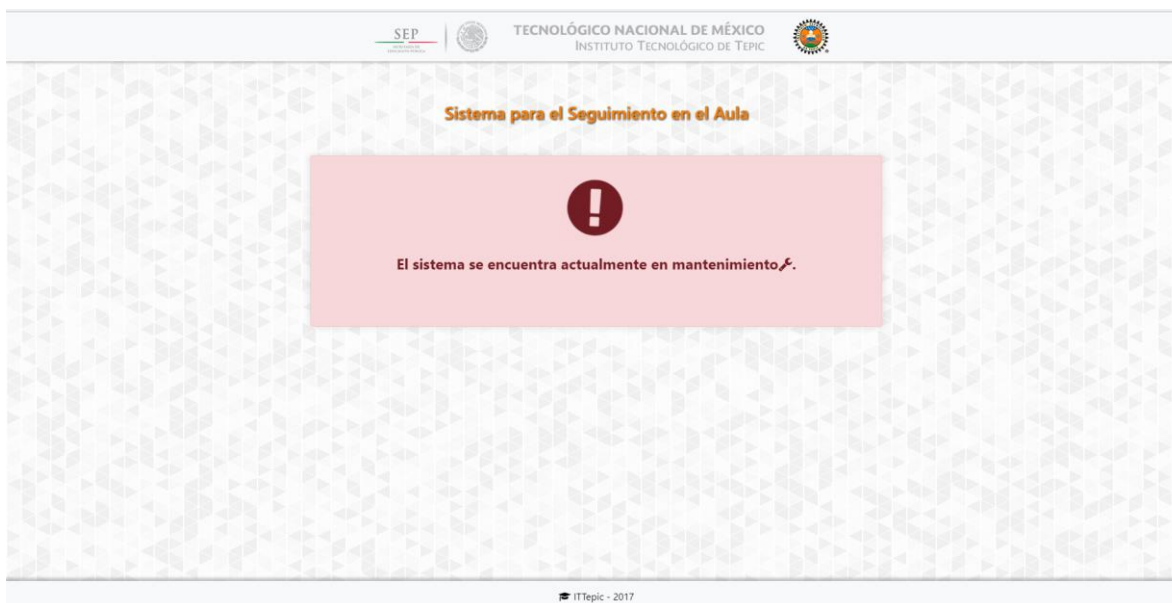 SEP
TECNOLÓGICO NACIONAL DE MÉXICO
INSTITUTO TECNOLÓGICO DE TEPIC
Sistema para el Seguimiento en el Aula
El sistema se encuentra actualmente en mantenimiento.
ITTepic - 2017